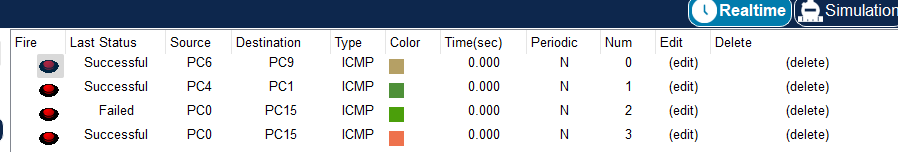 Realtime Simulation
Fire Last Status Source Destination Type Color Time(sec) Periodic Num Edit Delete
Successful PC6 PC9 ICMP 0.000 N 0 (edit) (delete)
Successful PC4 PC1 ICMP 0.000 N 1 (edit) (delete)
Failed PC0 PC15 ICMP 0.000 N 2 (edit) (delete)
Successful PC0 PC15 ICMP 0.000 N 3 (edit) (delete)